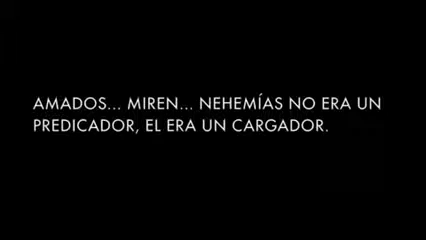 AMADOS... MIREN... NEHEMÍAS NO ERA UN
PREDICADOR, EL ERA UN CARGADOR.